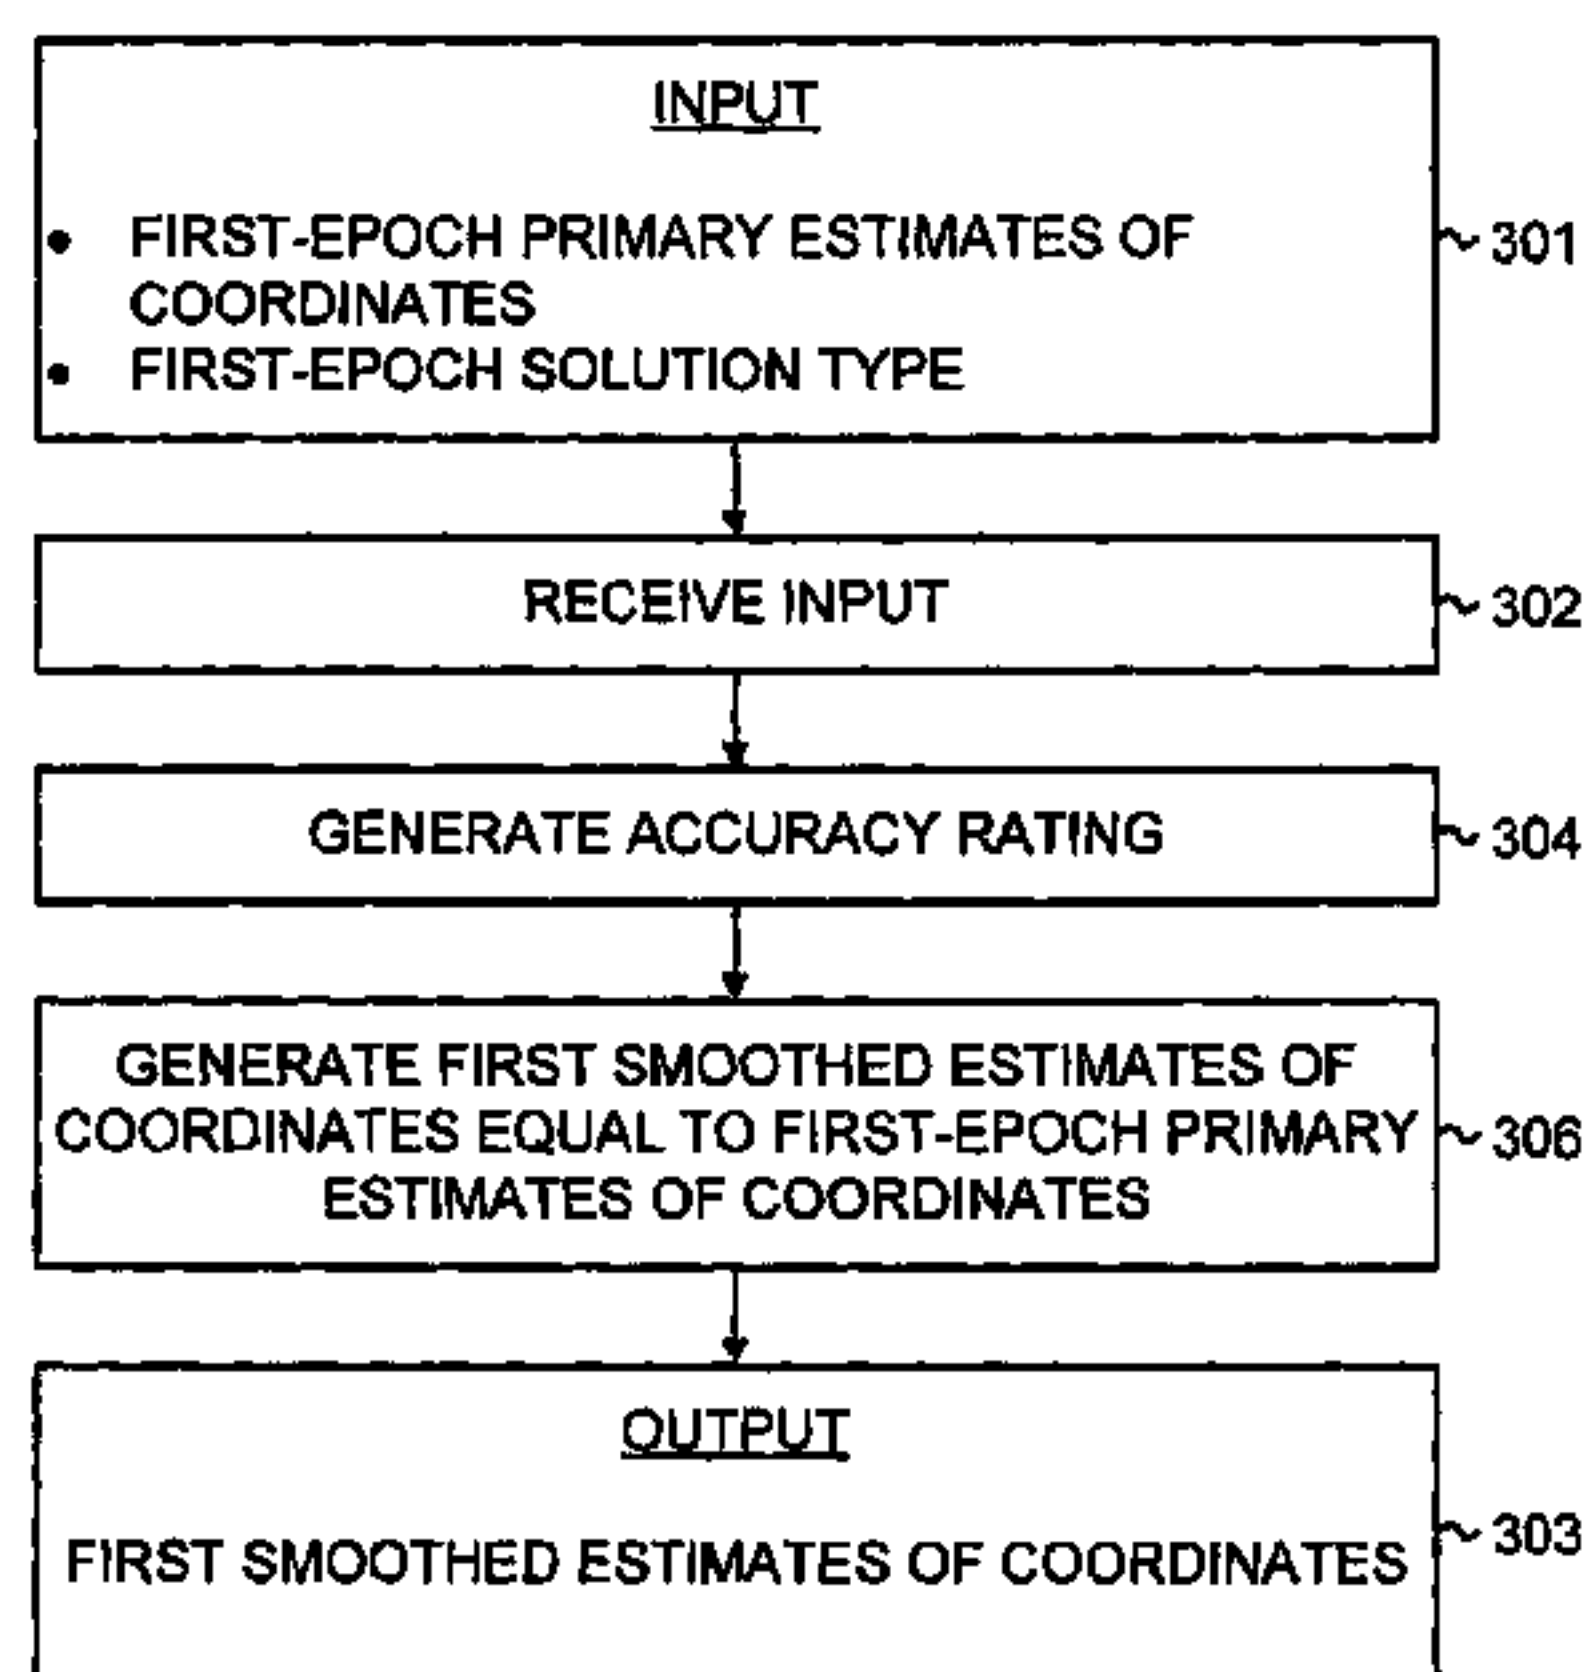 INPUT
• FIRST-EPOCH PRIMARY ESTIMATES OF
COORDINATES
• FIRST-EPOCH SOLUTION TYPE
301
RECEIVE INPUT
302
GENERATE ACCURACY RATING
304
GENERATE FIRST SMOOTHED ESTIMATES OF
COORDINATES EQUAL TO FIRST-EPOCH PRIMARY
ESTIMATES OF COORDINATES
306
OUTPUT
FIRST SMOOTHED ESTIMATES OF COORDINATES
303